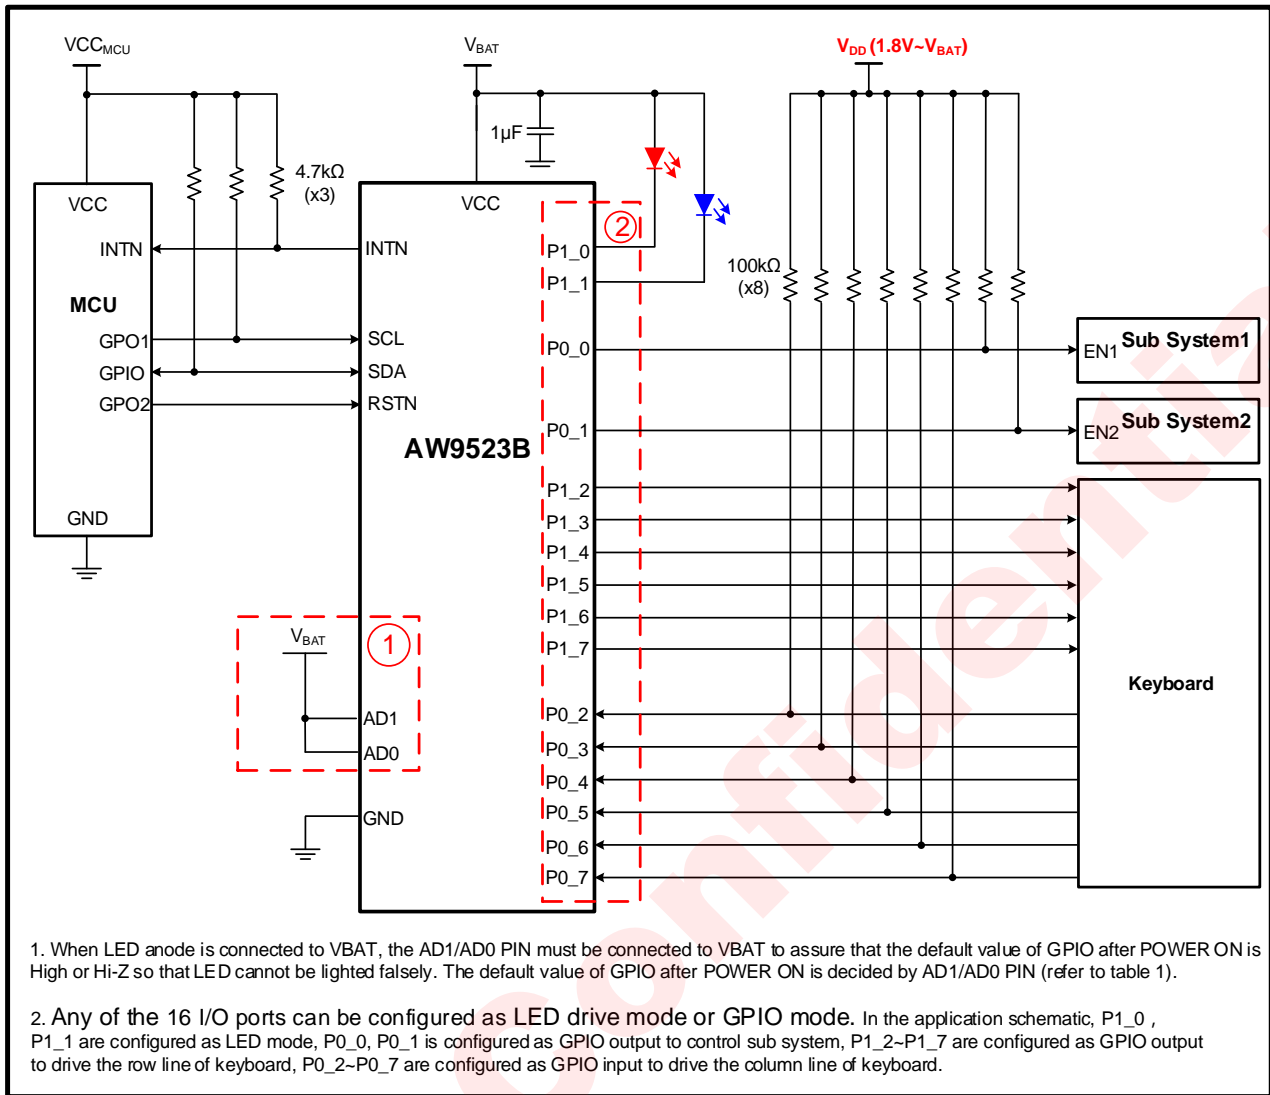 VCCMCU
VBAT
VDD (1.8V~VBAT)
1µF
4.7kΩ
(x3)
VCC
VCC
INTN
INTN
②
P1_0
P1_1
100kΩ
(x8)
MCU
GPO1
SCL
P0_0
EN1 Sub System1
GPIO
SDA
GPO2
RSTN
P0_1
EN2 Sub System2
AW9523B
P1_2
P1_3
P1_4
P1_5
P1_6
P1_7
GND
VBAT
①
Keyboard
AD1
AD0
GND
P0_2
P0_3
P0_4
P0_5
P0_6
P0_7
Confidential
1. When LED anode is connected to VBAT, the AD1/AD0 PIN must be connected to VBAT to assure that the default value of GPIO after POWER ON is
High or Hi-Z so that LED cannot be lighted falsely. The default value of GPIO after POWER ON is decided by AD1/AD0 PIN (refer to table 1).
2. Any of the 16 I/O ports can be configured as LED drive mode or GPIO mode. In the application schematic, P1_0 ,
P1_1 are configured as LED mode, P0_0, P0_1 is configured as GPIO output to control sub system, P1_2~P1_7 are configured as GPIO output
to drive the row line of keyboard, P0_2~P0_7 are configured as GPIO input to drive the column line of keyboard.